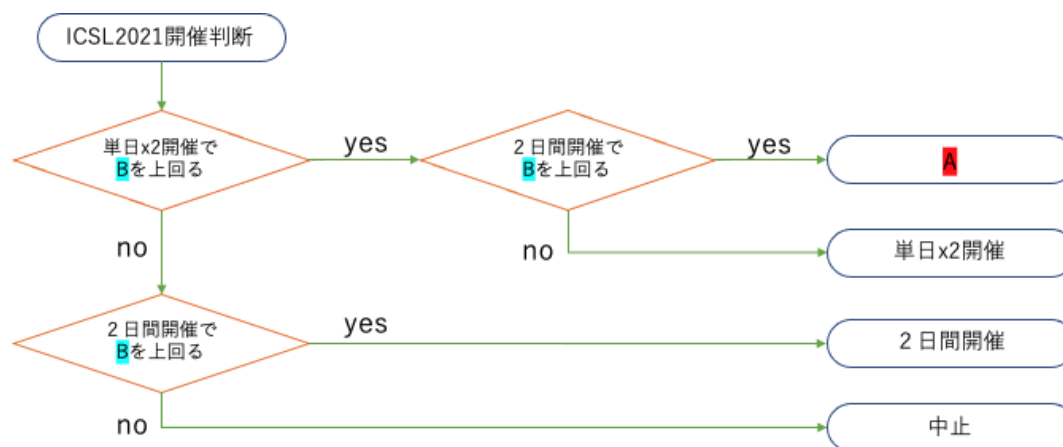 ICSL2021開催判断
単日x2開催で
Bを上回る
yes
２日間開催で
Bを上回る
yes
A
no
no
単日x2開催
２日間開催で
Bを上回る
yes
２日間開催
no
中止